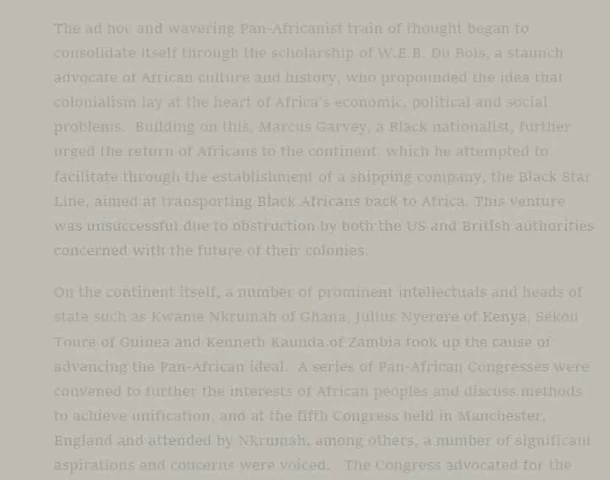 The ad hoc and wavering Pan-Africanist train of thought began to
consolidate itself through the scholarship of W.E.B. Du Bois, a staunch
advocate of African culture and history, who propounded the idea that
colonialism lay at the heart of Africa's economic, political and social
problems.  Building on this, Marcus Garvey, a Black nationalist, further
urged the return of Africans to the continent, which he attempted to
facilitate through the establishment of a shipping company, the Black Star
Line, aimed at transporting Black Africans back to Africa. This venture
was unsuccessful due to obstruction by both the US and British authorities
concerned with the future of their colonies.
On the continent itself, a number of prominent intellectuals and heads of
state such as Kwame Nkrumah of Ghana, Julius Nyerere of Kenya, Sékou
Toure of Guinea and Kenneth Kaunda of Zambia took up the cause of
advancing the Pan-African ideal.  A series of Pan-African Congresses were
convened to further the interests of African peoples and discuss methods
to achieve unification, and at the fifth Congress held in Manchester,
England and attended by Nkrumah, among others, a number of significant
aspirations and concerns were voiced.   The Congress advocated for the